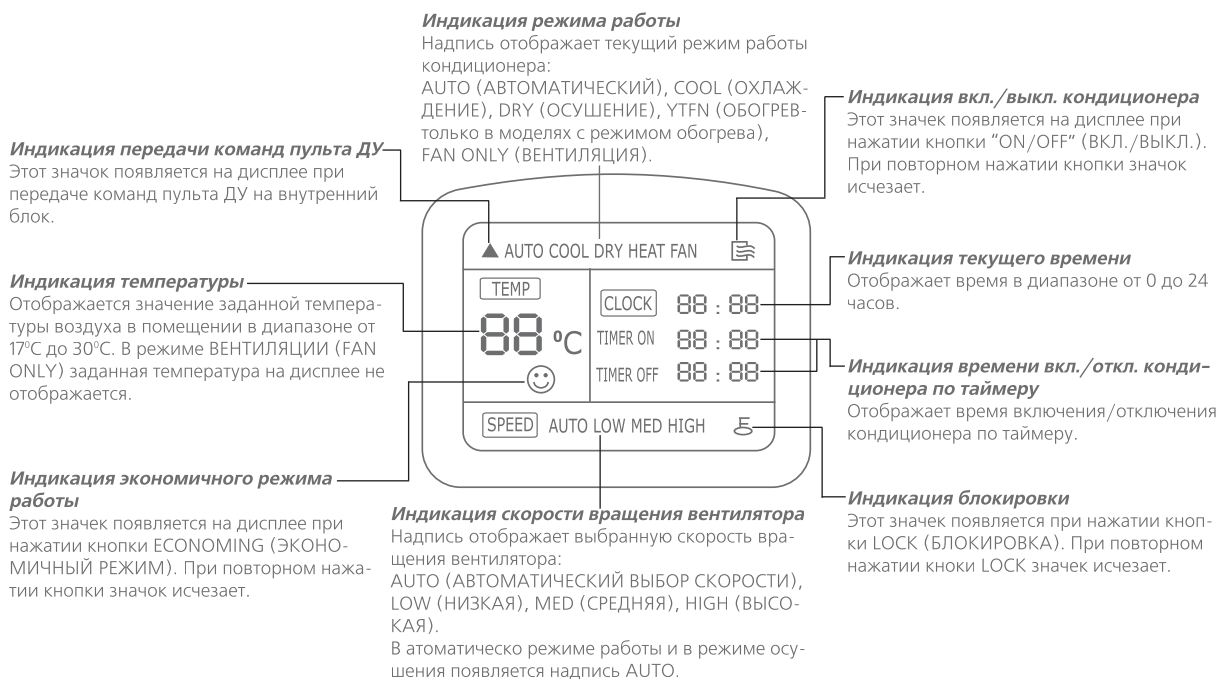 Индикация режима работы
Надпись отображает текущий режим работы
кондиционера:
AUTO (АВТОМАТИЧЕСКИЙ), COOL (ОХЛАЖ-
ДЕНИЕ), DRY (ОСУШЕНИЕ), YTFN (ОБОГРЕВ-
только в моделях с режимом обогрева),
FAN ONLY (ВЕНТИЛЯЦИЯ).
Индикация передачи команд пульта ДУ
Этот значок появляется на дисплее при
передаче команд пульта ДУ на внутренний
блок.
Индикация температуры
Отображается значение заданной темпера-
туры воздуха в помещении в диапазоне от
17°C до 30°C. В режиме ВЕНТИЛЯЦИИ (FAN
ONLY) заданная температура на дисплее не
отображается.
Индикация экономичного режима
работы
Этот значек появляется на дисплее при
нажатии кнопки ECONOMING (ЭКОНО-
МИЧНЫЙ РЕЖИМ). При повторном нажа-
тии кнопки значок исчезает.
AUTO COOL DRY HEAT FAN
TEMP
88 °C
CLOCK 88 : 88
TIMER ON 88 : 88
TIMER OFF 88 : 88
SPEED AUTO LOW MED HIGH
Индикация скорости вращения вентилятора
Надпись отображает выбранную скорость вра-
щения вентилятора:
AUTO (АВТОМАТИЧЕСКИЙ ВЫБОР СКОРОСТИ),
LOW (НИЗКАЯ), MED (СРЕДНЯЯ), HIGH (ВЫСО-
КАЯ).
В атоматическо режиме работы и в режиме осу-
шения появляется надпись AUTO.
Индикация вкл./выкл. кондиционера
Этот значек появляется на дисплее при
нажатии кнопки "ON/OFF" (ВКЛ./ВЫКЛ.).
При повторном нажатии кнопки значок
исчезает.
Индикация текущего времени
Отображает время в диапазоне от 0 до 24
часов.
Индикация времени вкл./откл. конди-
ционера по таймеру
Отображает время включения/отключения
кондиционера по таймеру.
Индикация блокировки
Этот значек появляется при нажатии кноп-
ки LOCK (БЛОКИРОВКА). При повторном
нажатии кноки LOCK значек исчезает.